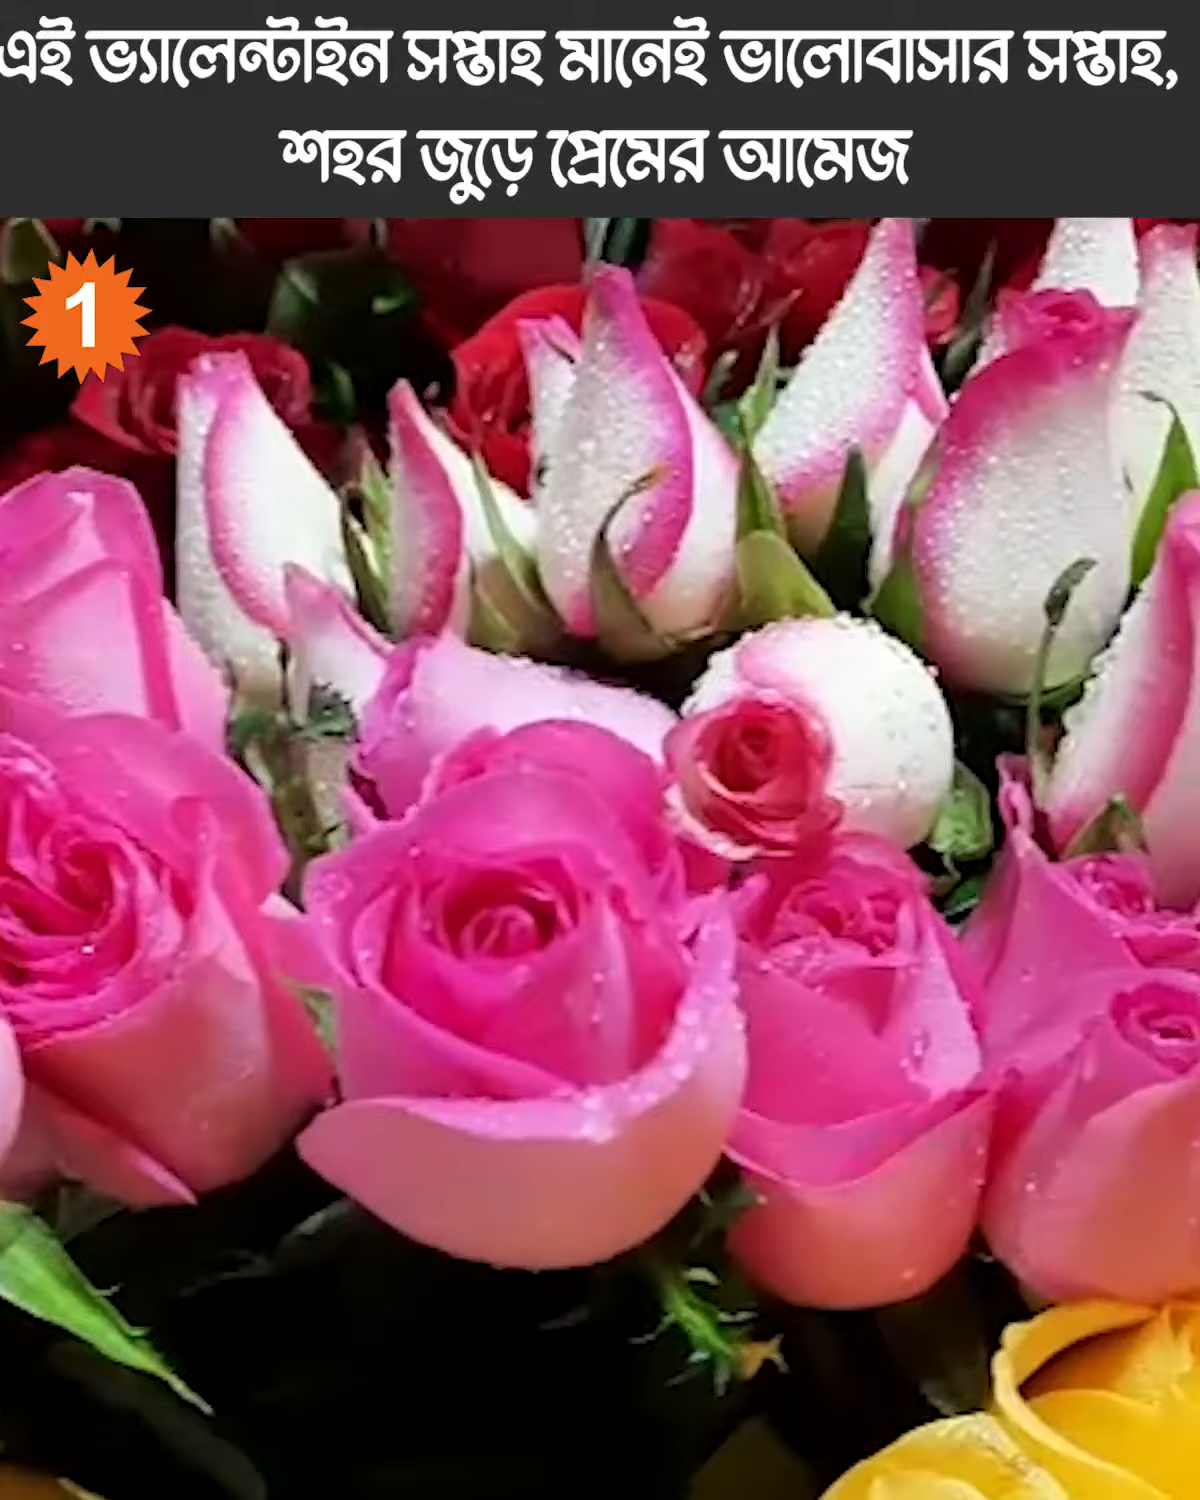 এই ভ্যালেন্টাইন সপ্তাহ মানেই ভালোবাসার সপ্তাহ,
শহর জুড়ে প্রেমের আমেজ
1